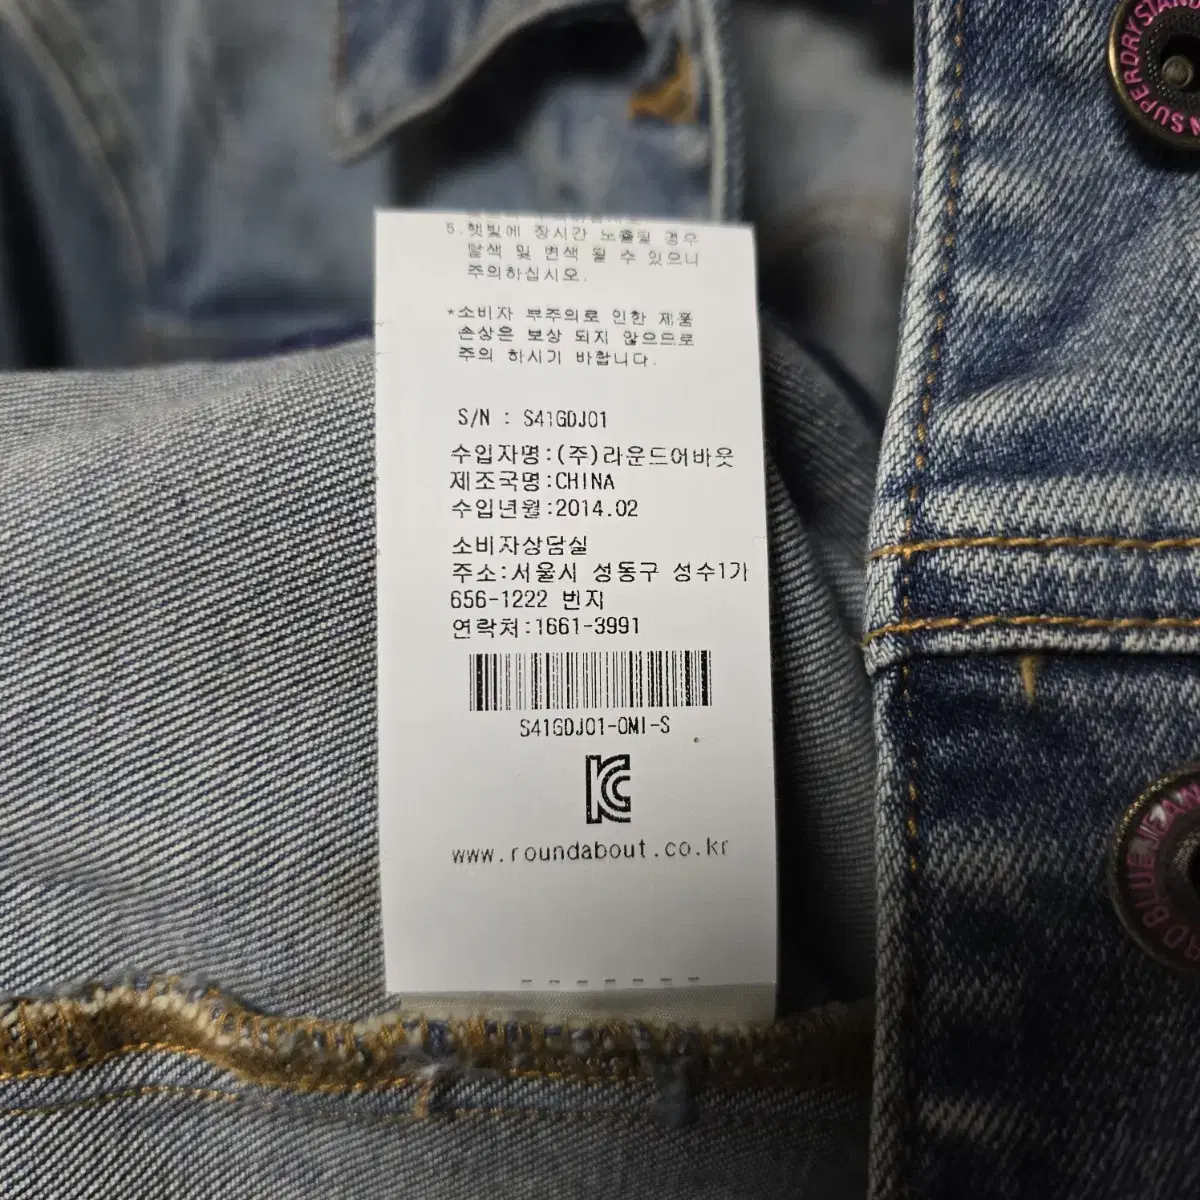 5.햇빛에 장시간 노출될 경우
탈색 및 변색 될 수 있으니
주의하십시오.
*소비자 부주의로 인한 제품
손상은 보상 되지 않으므로
주의 하시기 바랍니다.
S/N : S41GDJ01
수입자명:(주)라운드어바웃
제조국명:CHINA
수입년월:2014.02
소비자상담실
주소:서울시 성동구 성수1가
656-1222 번지
연락처:1661-3991
S41GDJ01-OMI-S
KC
www.roundabout.co.kr
SUPERDRY STAN
BLUE JEAN